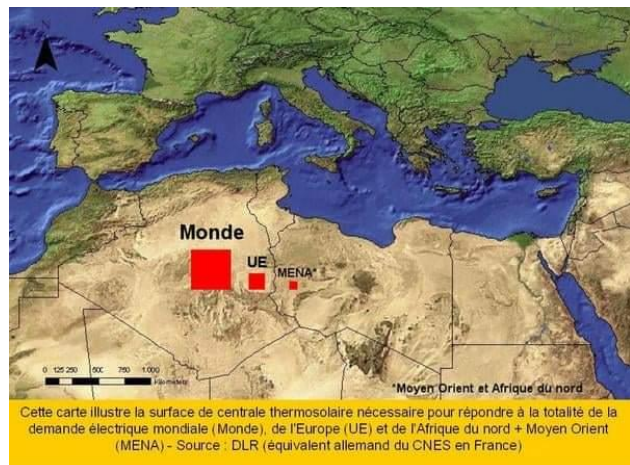 Monde
UE
MENA*
0 125 250 500 750 1.000
Kilometers
*Moyen Orient et Afrique du nord
Cette carte illustre la surface de centrale thermosolaire nécessaire pour répondre à la totalité de la
demande électrique mondiale (Monde), de l'Europe (UE) et de l'Afrique du nord + Moyen Orient
(MENA) - Source : DLR (équivalent allemand du CNES en France)